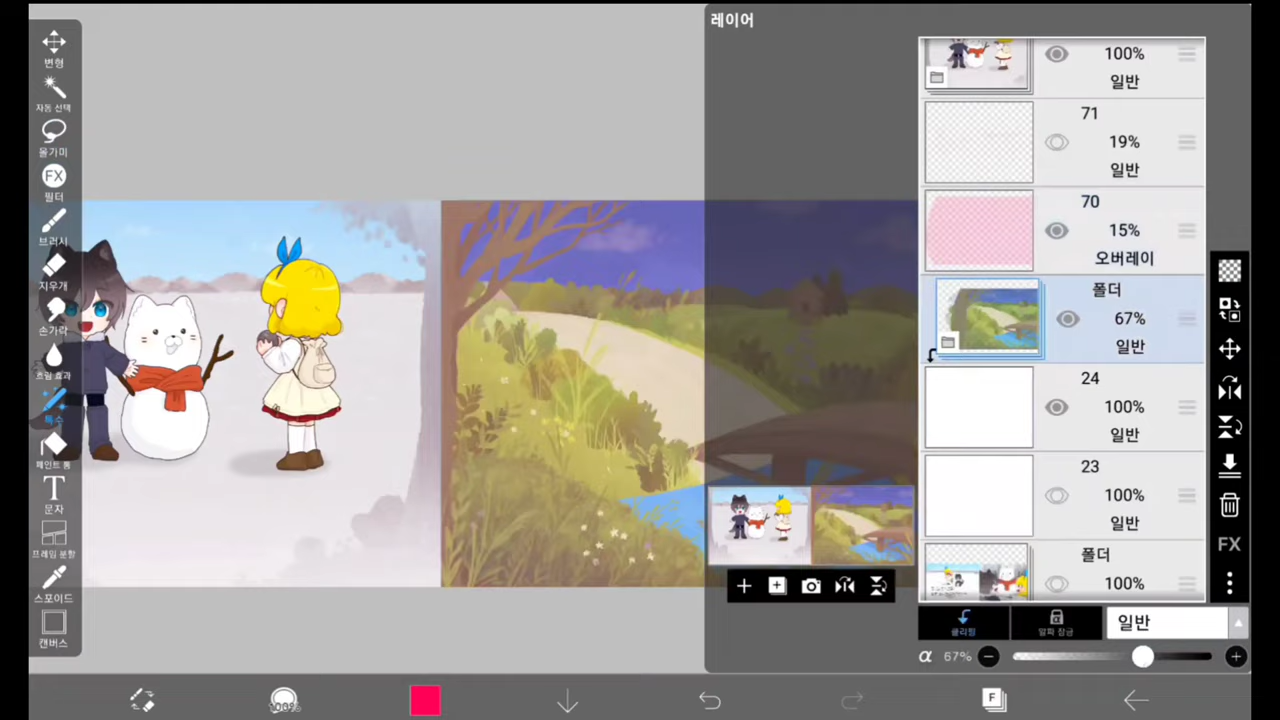 레이어
변형
자동 선택
올가미
FX
필터
브러시
지우개
손가락
흐림 효과
특수
페인트 통
T
문자
프레임 분할
스포이드
캔버스
100%
일반
71
19%
일반
70
15%
오버레이
폴더
67%
일반
24
100%
일반
23
100%
일반
폴더
100%
FX
클리핑
알파 잠금
일반
α 67%
100%
F